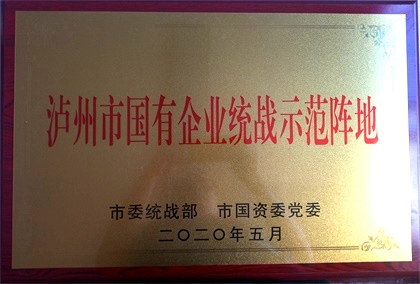 泸州市国有企业统战示范阵地
市委统战部 市国资委党委
二〇二〇年五月